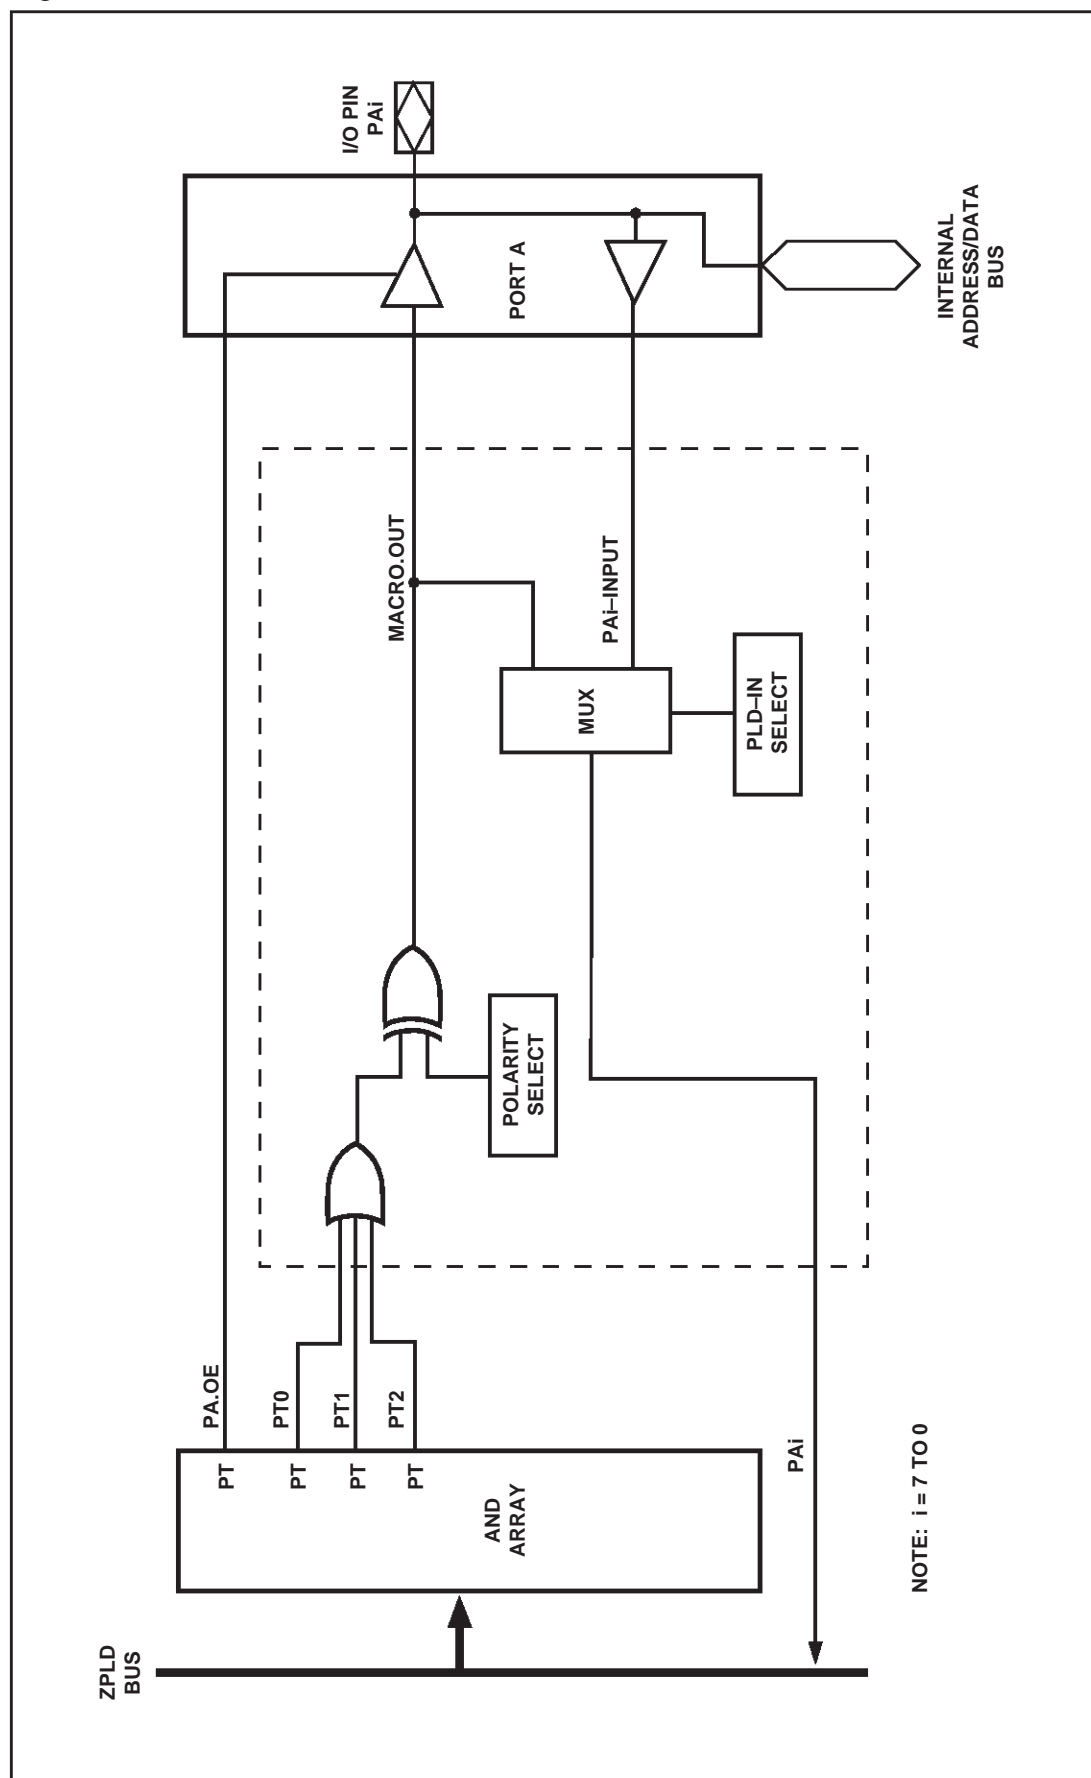 ZPLD
BUS
AND
ARRAY
PT
PT
PT
PT
PA.OE
PT0
PT1
PT2
POLARITY
SELECT
MACRO.OUT
MUX
PLD–IN
SELECT
PAi–INPUT
PORT A
I/O PIN
PAi
INTERNAL
ADDRESS/DATA
BUS
PAi
NOTE: i = 7 TO 0